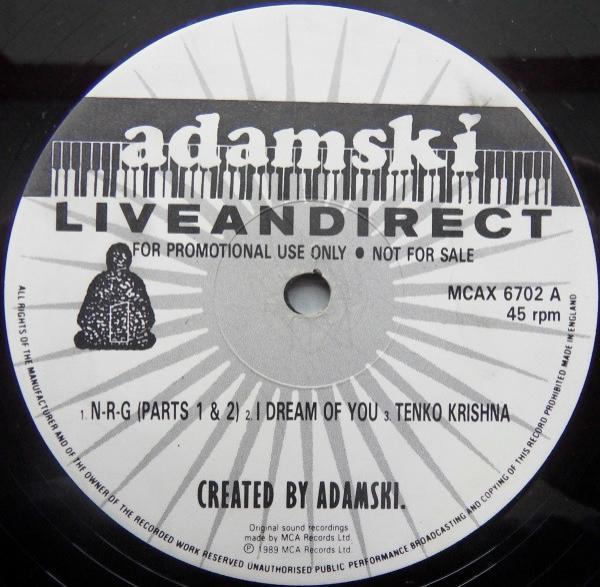 adamski
LIVEANDIRECT
FOR PROMOTIONAL USE ONLY ● NOT FOR SALE
MCAX 6702 A
45 rpm
1. N-R-G (PARTS 1 & 2) 2. I DREAM OF YOU 3. TENKO KRISHNA
CREATED BY ADAMSKI.
Original sound recordings
made by MCA Records Ltd.
Ⓟ 1989 MCA Records Ltd.
ALL RIGHTS OF THE MANUFACTURER AND OF THE OWNER OF THE RECORDED WORK RESERVED UNAUTHORISED PUBLIC PERFORMANCE BROADCASTING AND COPYING OF THIS RECORD PROHIBITED MADE IN ENGLAND